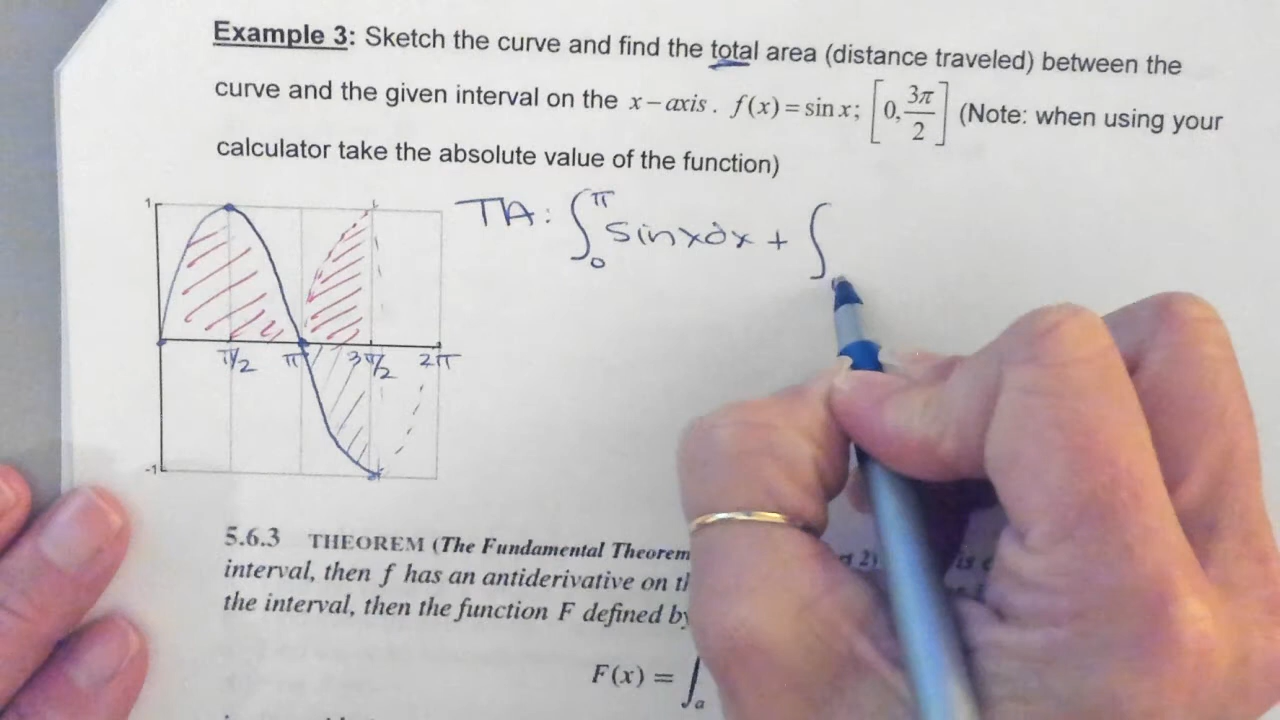 Example 3: Sketch the curve and find the total area (distance traveled) between the
curve and the given interval on the x-axis. f(x)=sin x; [0, 3π/2] (Note: when using your
calculator take the absolute value of the function)
TA: ∫₀^π sinxdx + ∫
1
π/2 π 3π/2 2π
-1
5.6.3 THEOREM (The Fundamental Theorem 2)
interval, then f has an antiderivative on
the interval, then the function F defined by
F(x) = ∫ₐ